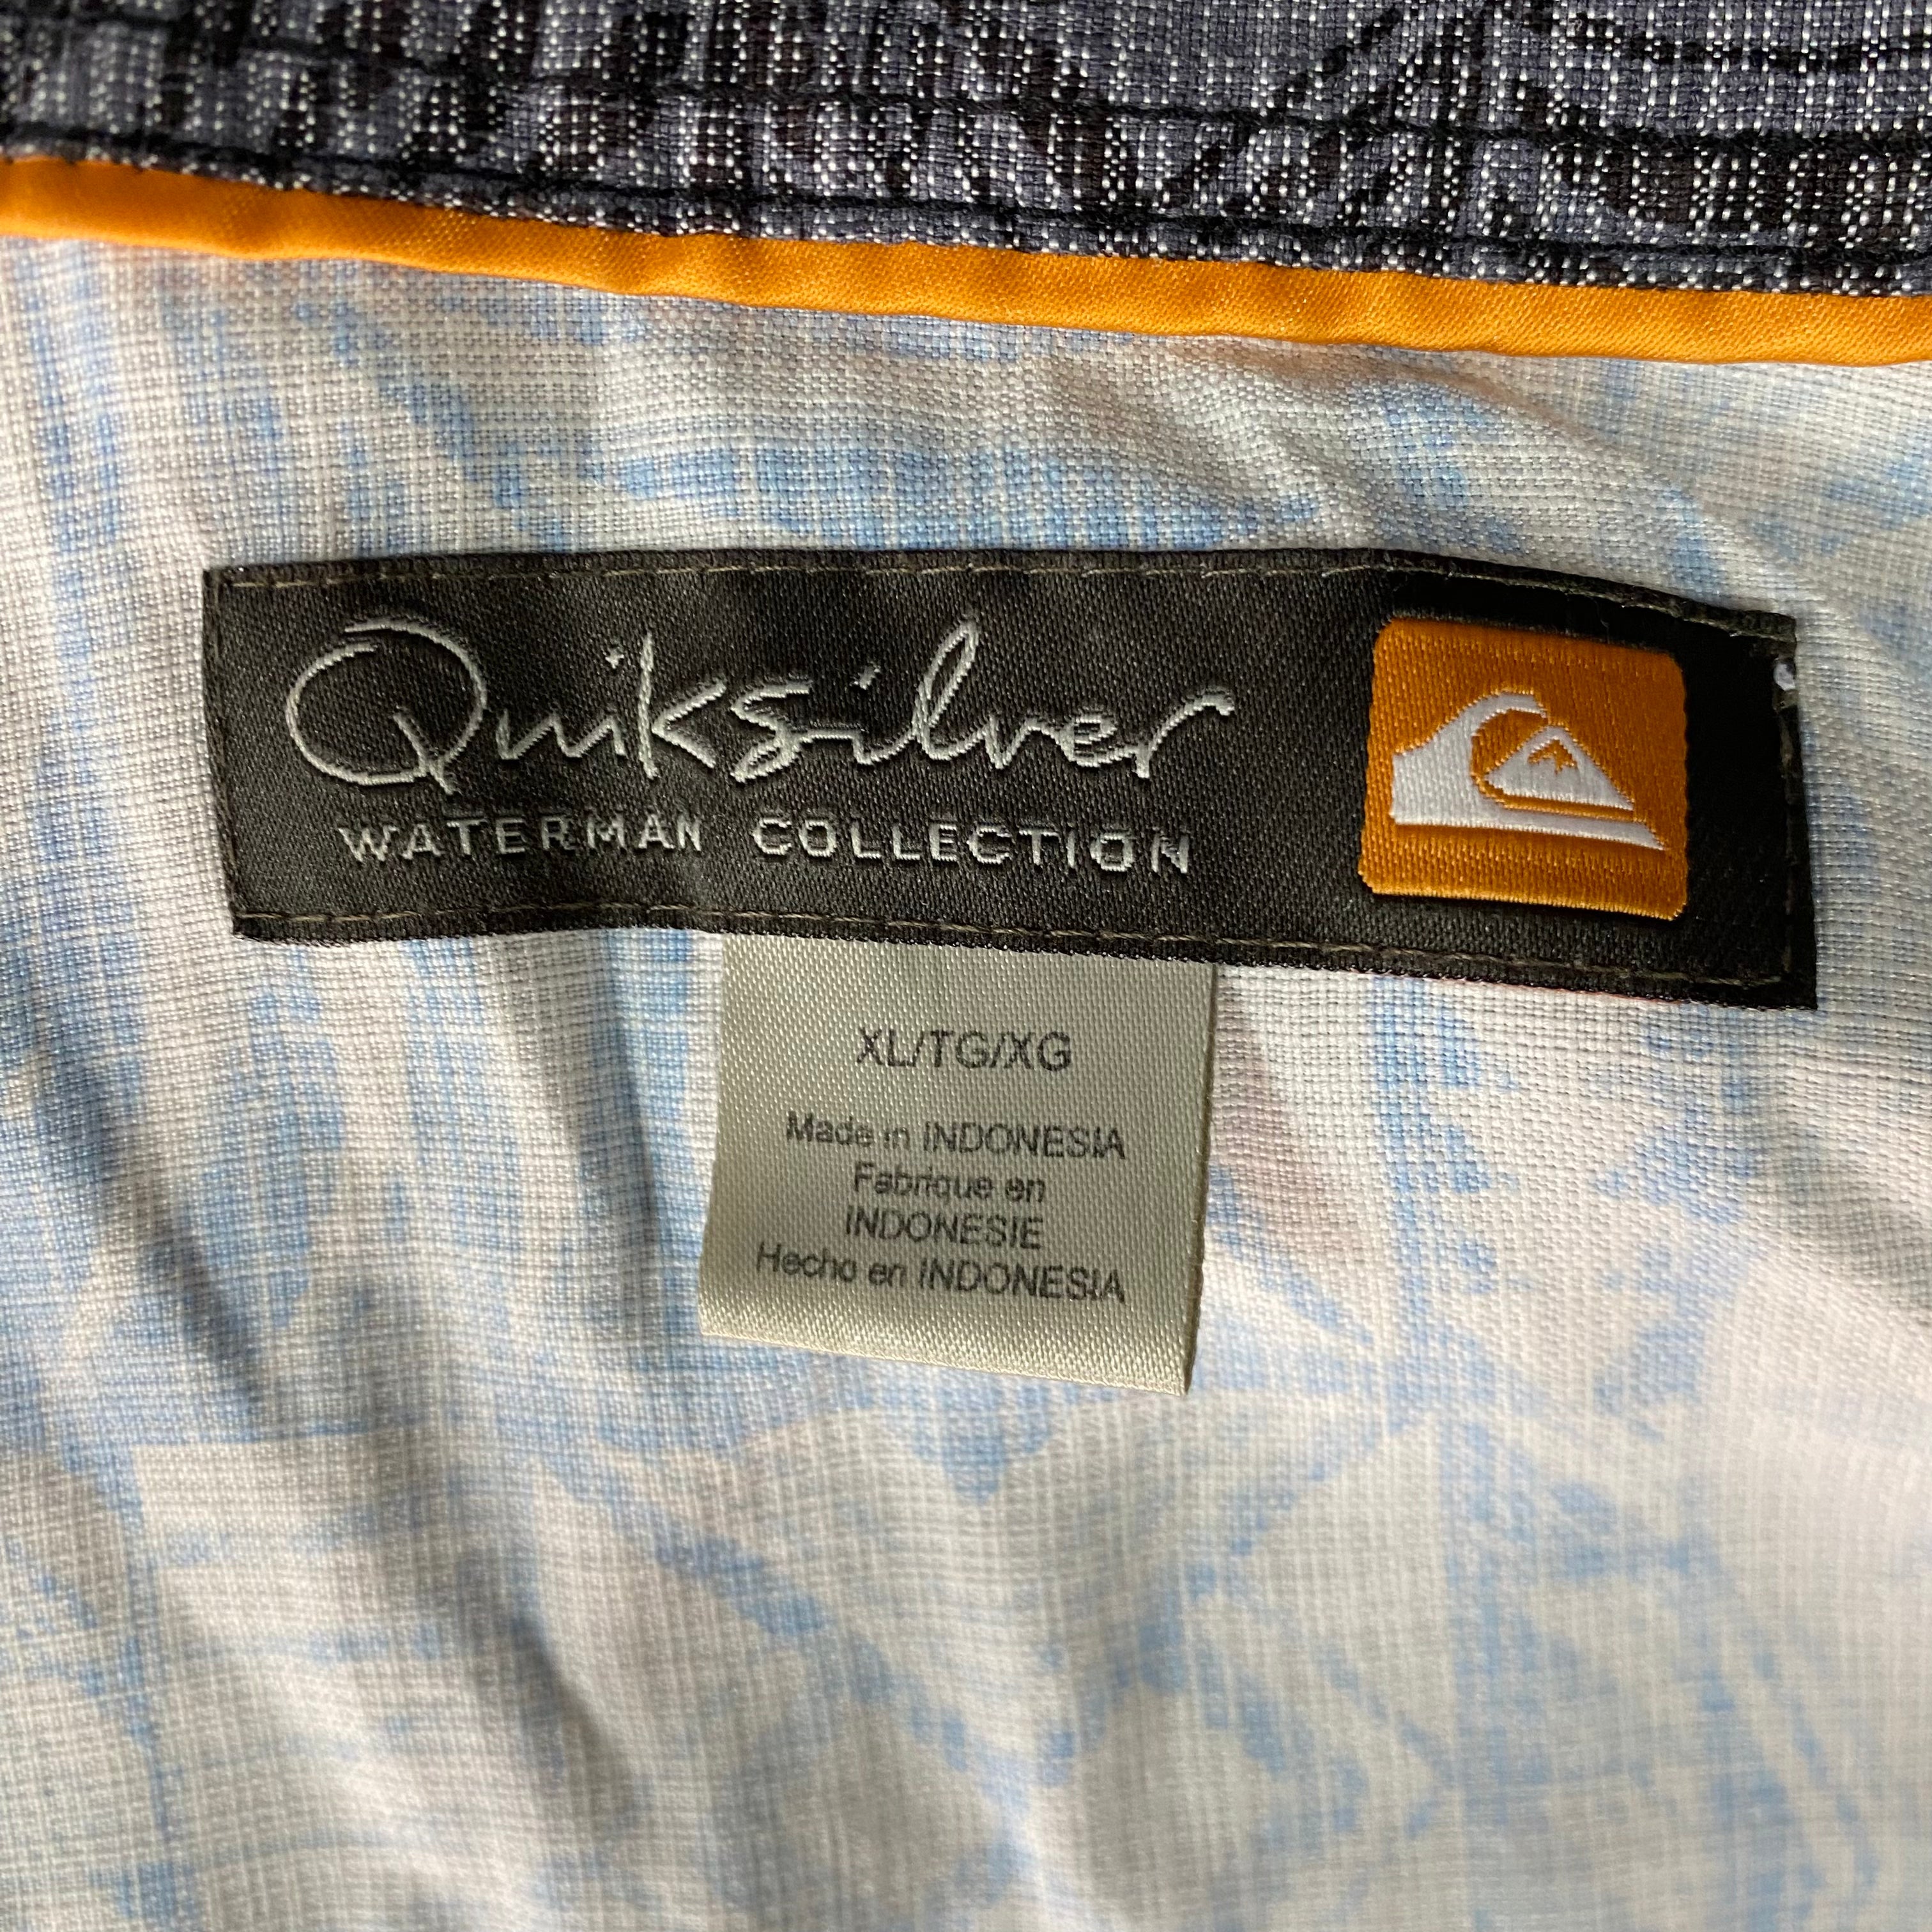 Quiksilver
WATERMAN COLLECTION
XL/TG/XG
Made in INDONESIA
Fabrique en
INDONESIE
Hecho en INDONESIA